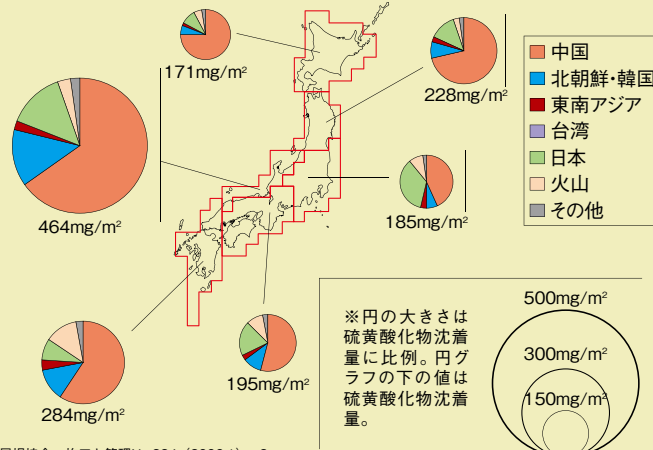 171mg/m²
228mg/m²
464mg/m²
185mg/m²
195mg/m²
284mg/m²
中国
北朝鮮・韓国
東南アジア
台湾
日本
火山
その他
※円の大きさは
硫黄酸化物沈着
量に比例。円グ
ラフの下の値は
硫黄酸化物沈着
量。
500mg/m²
300mg/m²
150mg/m²